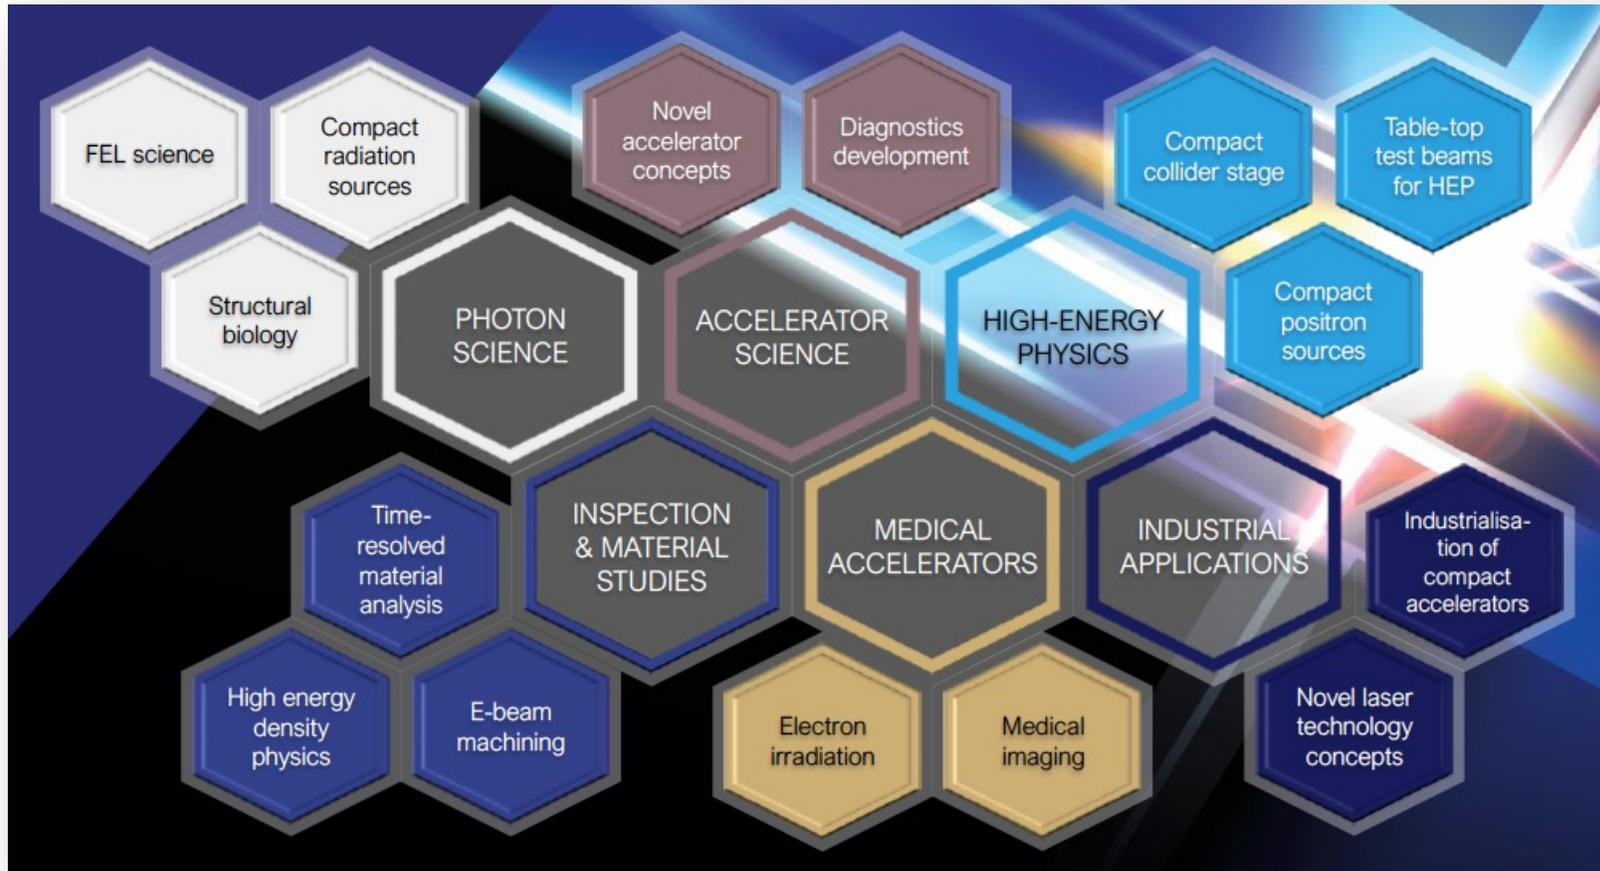 FEL science
Compact
radiation
sources
Structural
biology
PHOTON
SCIENCE
Novel
accelerator
concepts
Diagnostics
development
ACCELERATOR
SCIENCE
Compact
collider stage
Table-top
test beams
for HEP
Compact
positron
sources
HIGH-ENERGY
PHYSICS
Time-
resolved
material
analysis
High energy
density
physics
E-beam
machining
INSPECTION
& MATERIAL
STUDIES
MEDICAL
ACCELERATORS
Electron
irradiation
Medical
imaging
INDUSTRIAL
APPLICATIONS
Industrialisa-
tion of
compact
accelerators
Novel laser
technology
concepts